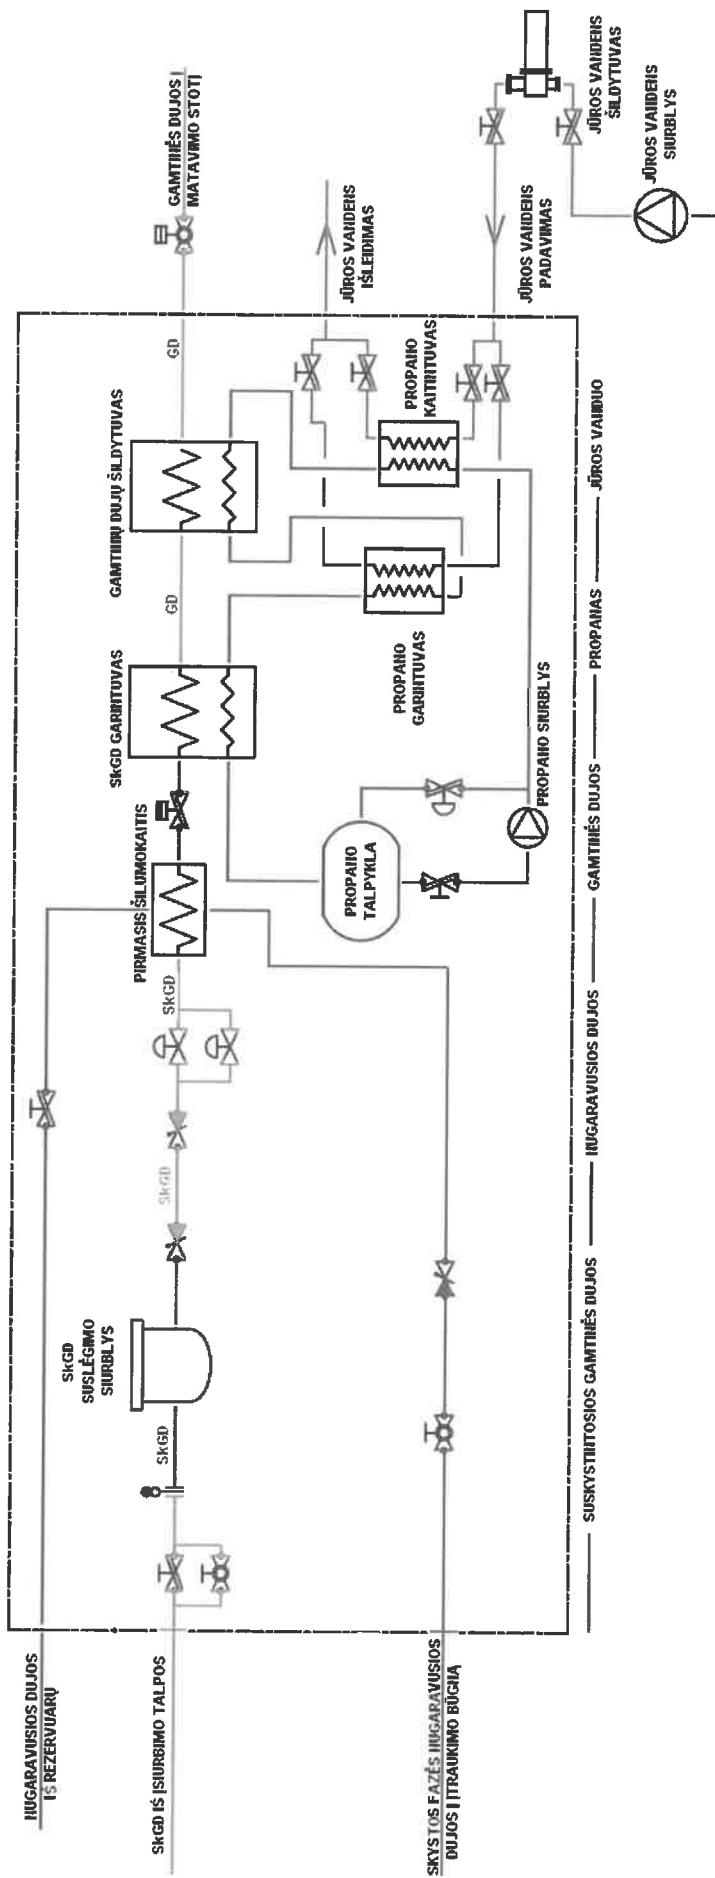 NUGARAVUSIOS DUJOS
IŠ REZERVUARŲ
SkGD IŠ ĮSIURBIMO TALPOS
SKYSTOS FAZĖS NUGARAVUSIOS
DUJOS Į ĮTRAUKIMO BŪGNĄ
SkGD
SkGD
SUSLĖGIMO
SIURBLYS
SkGD
SkGD
PIRMASIS ŠILUMOKAITIS
SkGD GARINTUVAS
GD
GAMTINIŲ DUJŲ ŠILDYTUVAS
GD
GAMTINĖS DUJOS Į
MATAVIMO STOTĮ
PROPANO
TALPYKLA
PROPANO SIURBLYS
PROPANO
GARINTUVAS
PROPANO
KAITINTUVAS
JŪROS VANDENS
IŠLEIDIMAS
JŪROS VANDENS
PADAVIMAS
JŪROS VANDENS
ŠILDYTUVAS
JŪROS VANDENS
SIURBLYS
SUSKYSTINTOSIOS GAMTINĖS DUJOS
NUGARAVUSIOS DUJOS
GAMTINĖS DUJOS
PROPANAS
JŪROS VANDUO